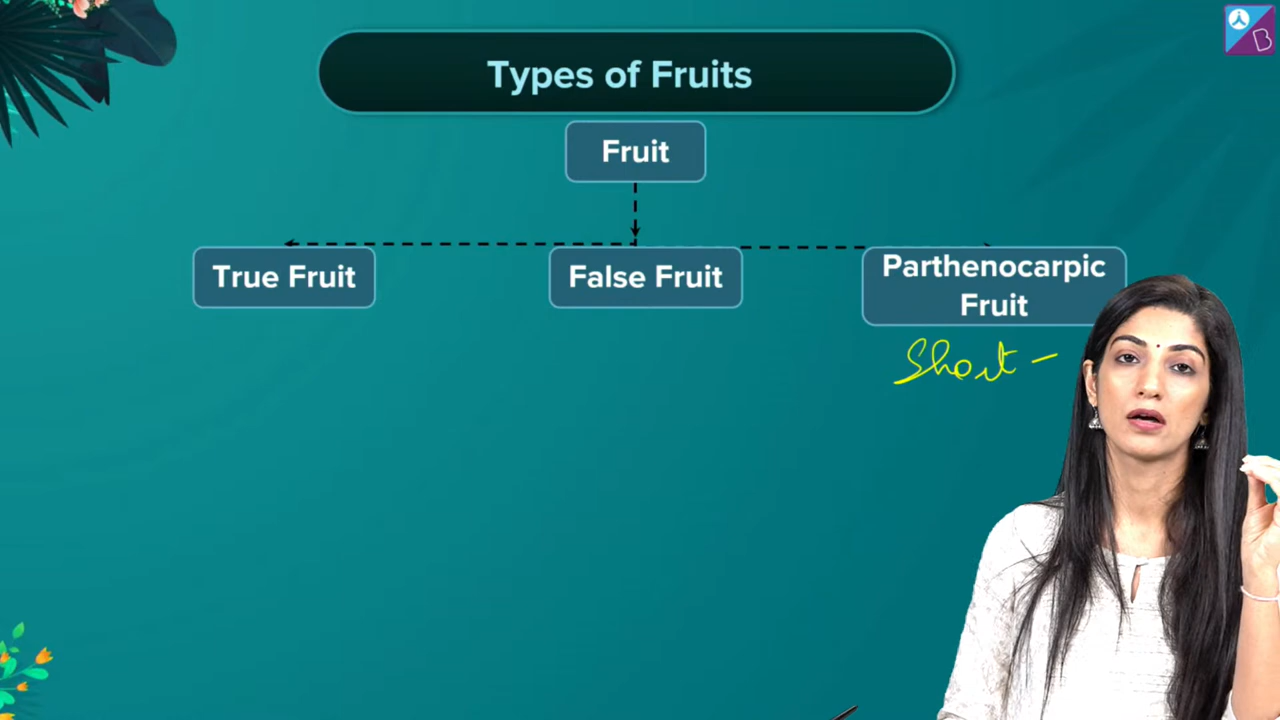 Types of Fruits
Fruit
True Fruit
False Fruit
Parthenocarpic
Fruit
Short -
B